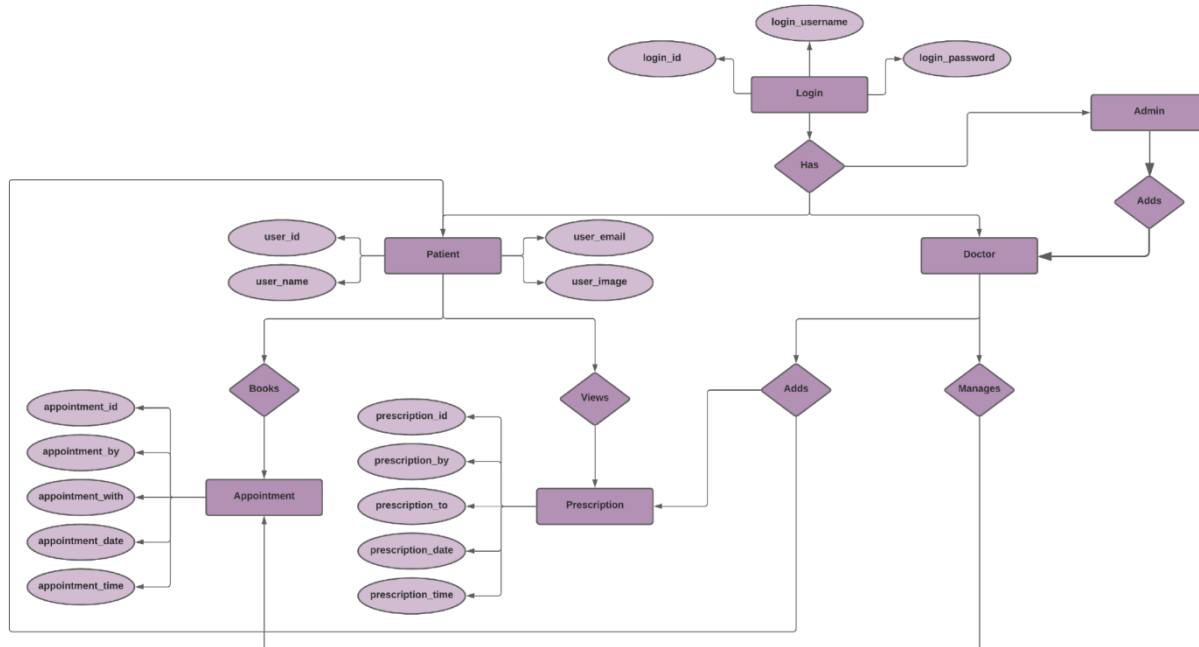 login_username
login_id
login_password
Login
Admin
Has
Adds
user_id
user_email
Patient
Doctor
user_name
user_image
Books
Views
Adds
Manages
appointment_id
prescription_id
appointment_by
prescription_by
appointment_with
Appointment
prescription_to
Prescription
appointment_date
prescription_date
appointment_time
prescription_time